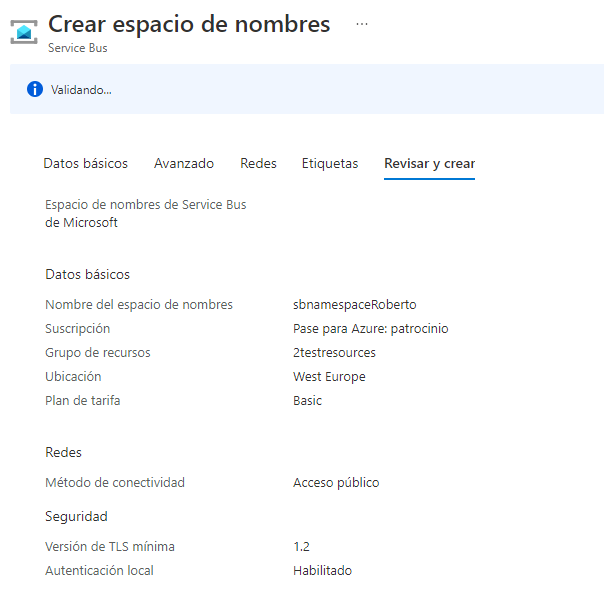 Crear espacio de nombres ...
Service Bus
Validando...
Datos básicos Avanzado Redes Etiquetas Revisar y crear
Espacio de nombres de Service Bus
de Microsoft
Datos básicos
Nombre del espacio de nombres sbnamespaceRoberto
Suscripción Pase para Azure: patrocinio
Grupo de recursos 2testresources
Ubicación West Europe
Plan de tarifa Basic
Redes
Método de conectividad Acceso público
Seguridad
Versión de TLS mínima 1.2
Autenticación local Habilitado